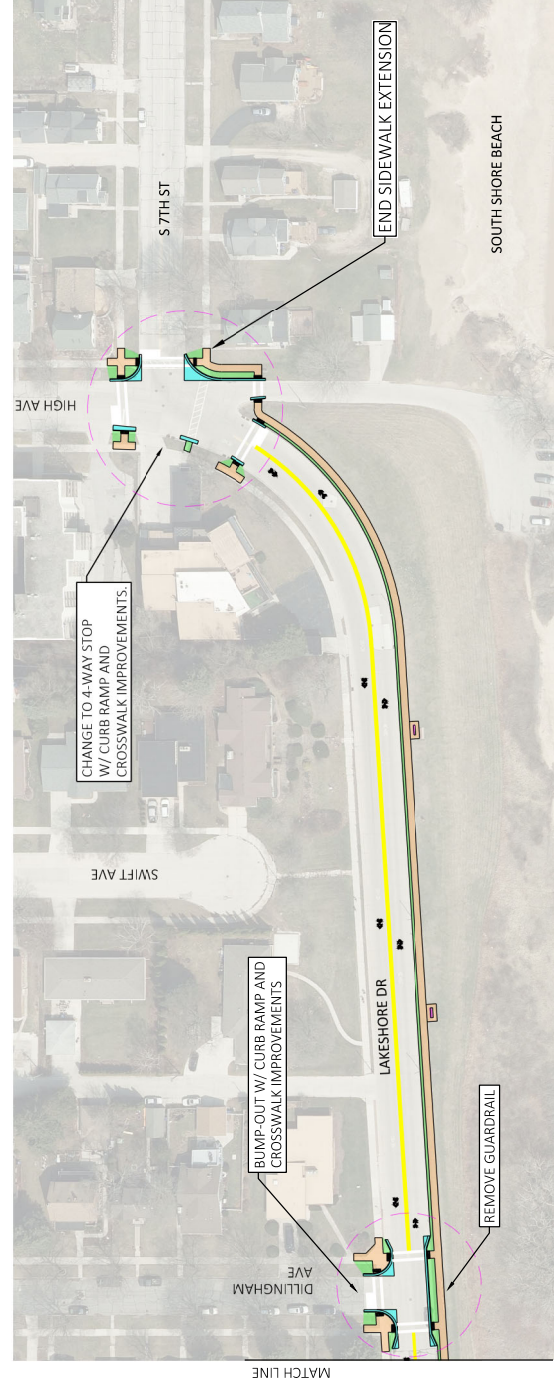 S 7TH ST
END SIDEWALK EXTENSION
SOUTH SHORE BEACH
HIGH AVE
CHANGE TO 4-WAY STOP
W/ CURB RAMP AND
CROSSWALK IMPROVEMENTS.
SWIFT AVE
BUMP-OUT W/ CURB RAMP AND
CROSSWALK IMPROVEMENTS
LAKESHORE DR
REMOVE GUARDRAIL
DILLINGHAM
AVE
MATCH LINE